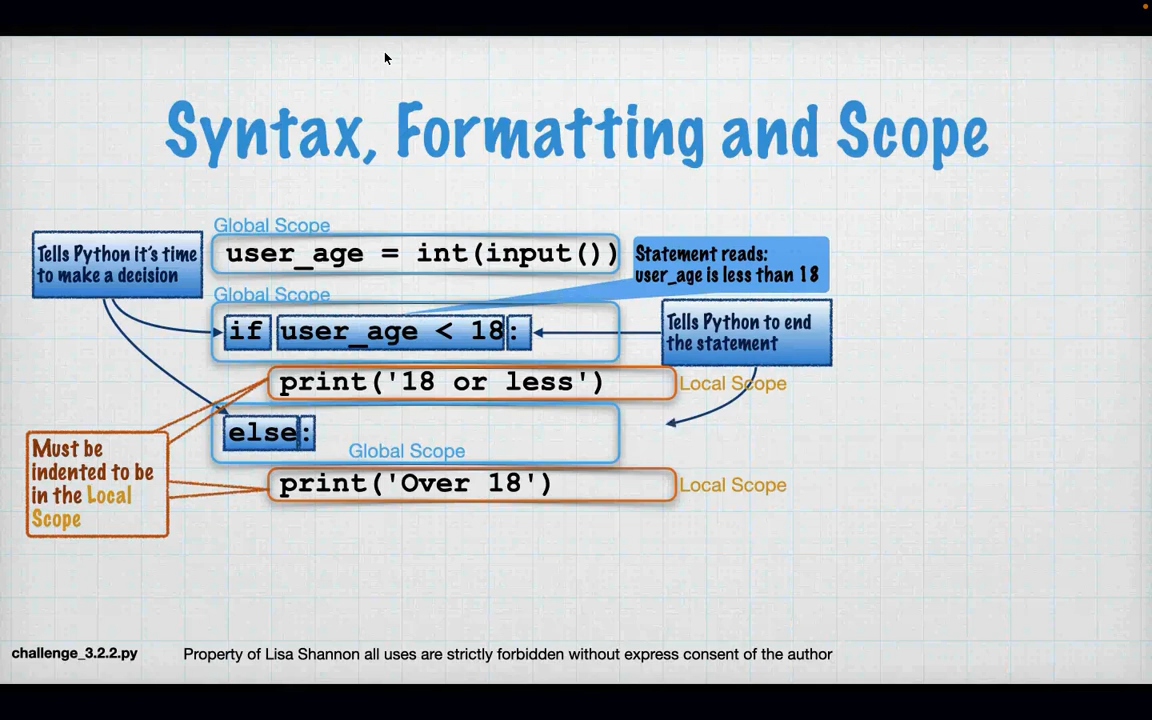 Syntax, Formatting and Scope
Global Scope
Tells Python it's time
to make a decision
user_age = int(input())
Statement reads:
user_age is less than 18
Global Scope
if user_age < 18:
Tells Python to end
the statement
print('18 or less')
Local Scope
else:
Global Scope
Must be
indented to be
in the Local
Scope
print('Over 18')
Local Scope
challenge_3.2.2.py
Property of Lisa Shannon all uses are strictly forbidden without express consent of the author